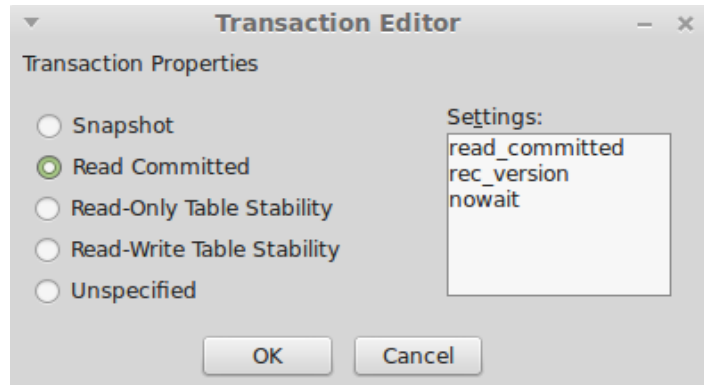 Transaction Editor
Transaction Properties
Snapshot
Read Committed
Read-Only Table Stability
Read-Write Table Stability
Unspecified
Settings:
read_committed
rec_version
nowait
OK
Cancel